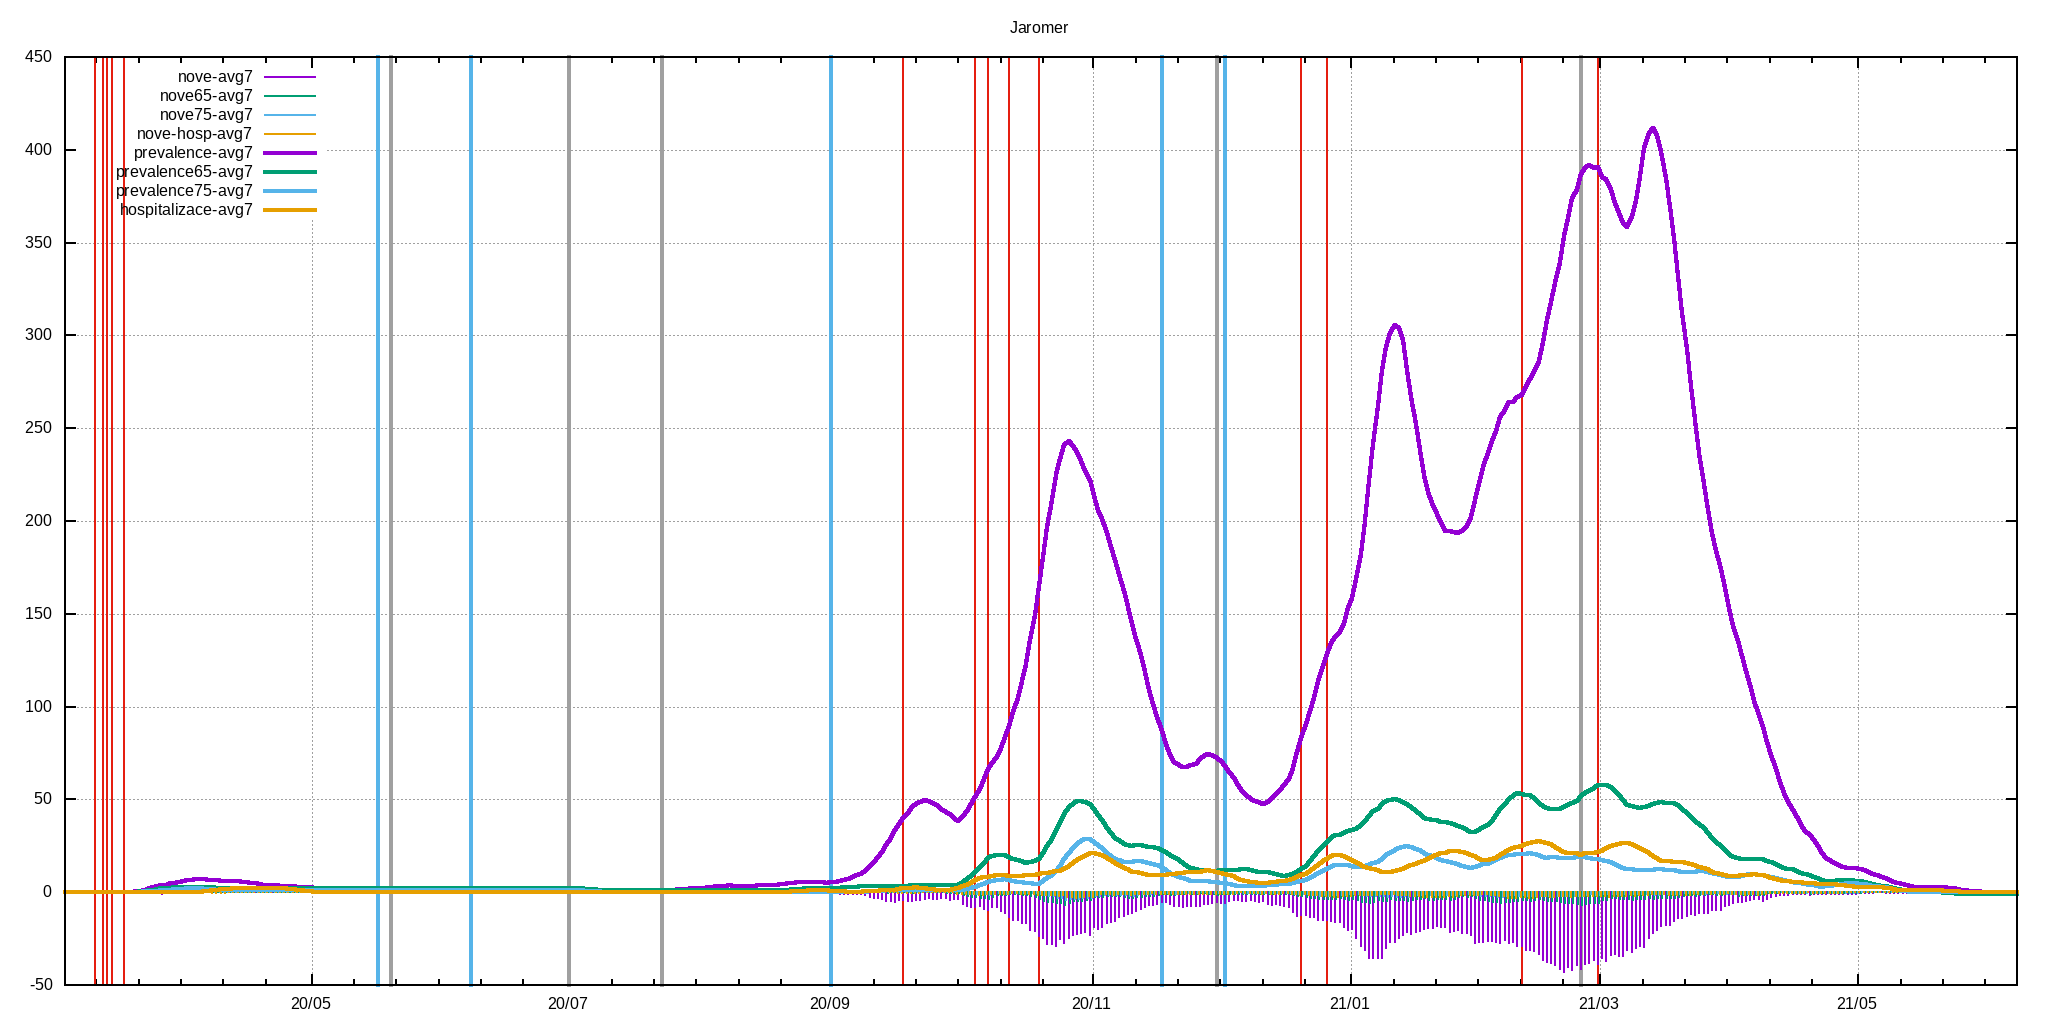 Jaromer
450
400
350
300
250
200
150
100
50
0
-50
nove-avg7
nove65-avg7
nove75-avg7
nove-hosp-avg7
prevalence-avg7
prevalence65-avg7
prevalence75-avg7
hospitalizace-avg7
20/05 20/07 20/09 20/11 21/01 21/03 21/05